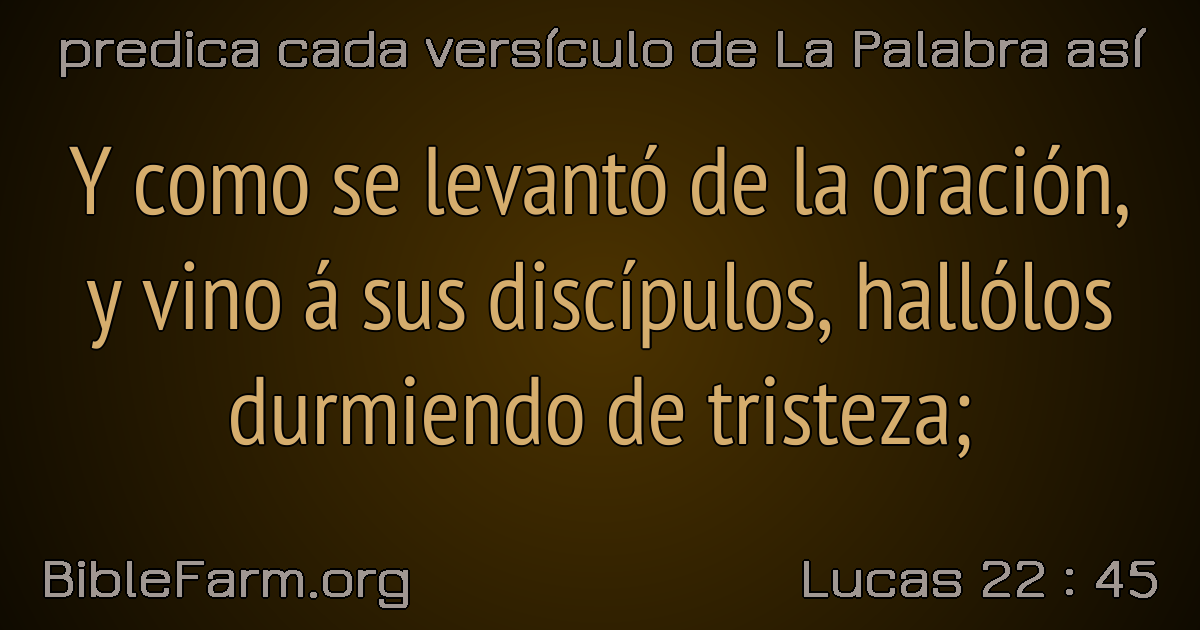 predica cada versículo de La Palabra así
Y como se levantó de la oración,
y vino á sus discípulos, hallólos
durmiendo de tristeza;
BibleFarm.org
Lucas 22 : 45